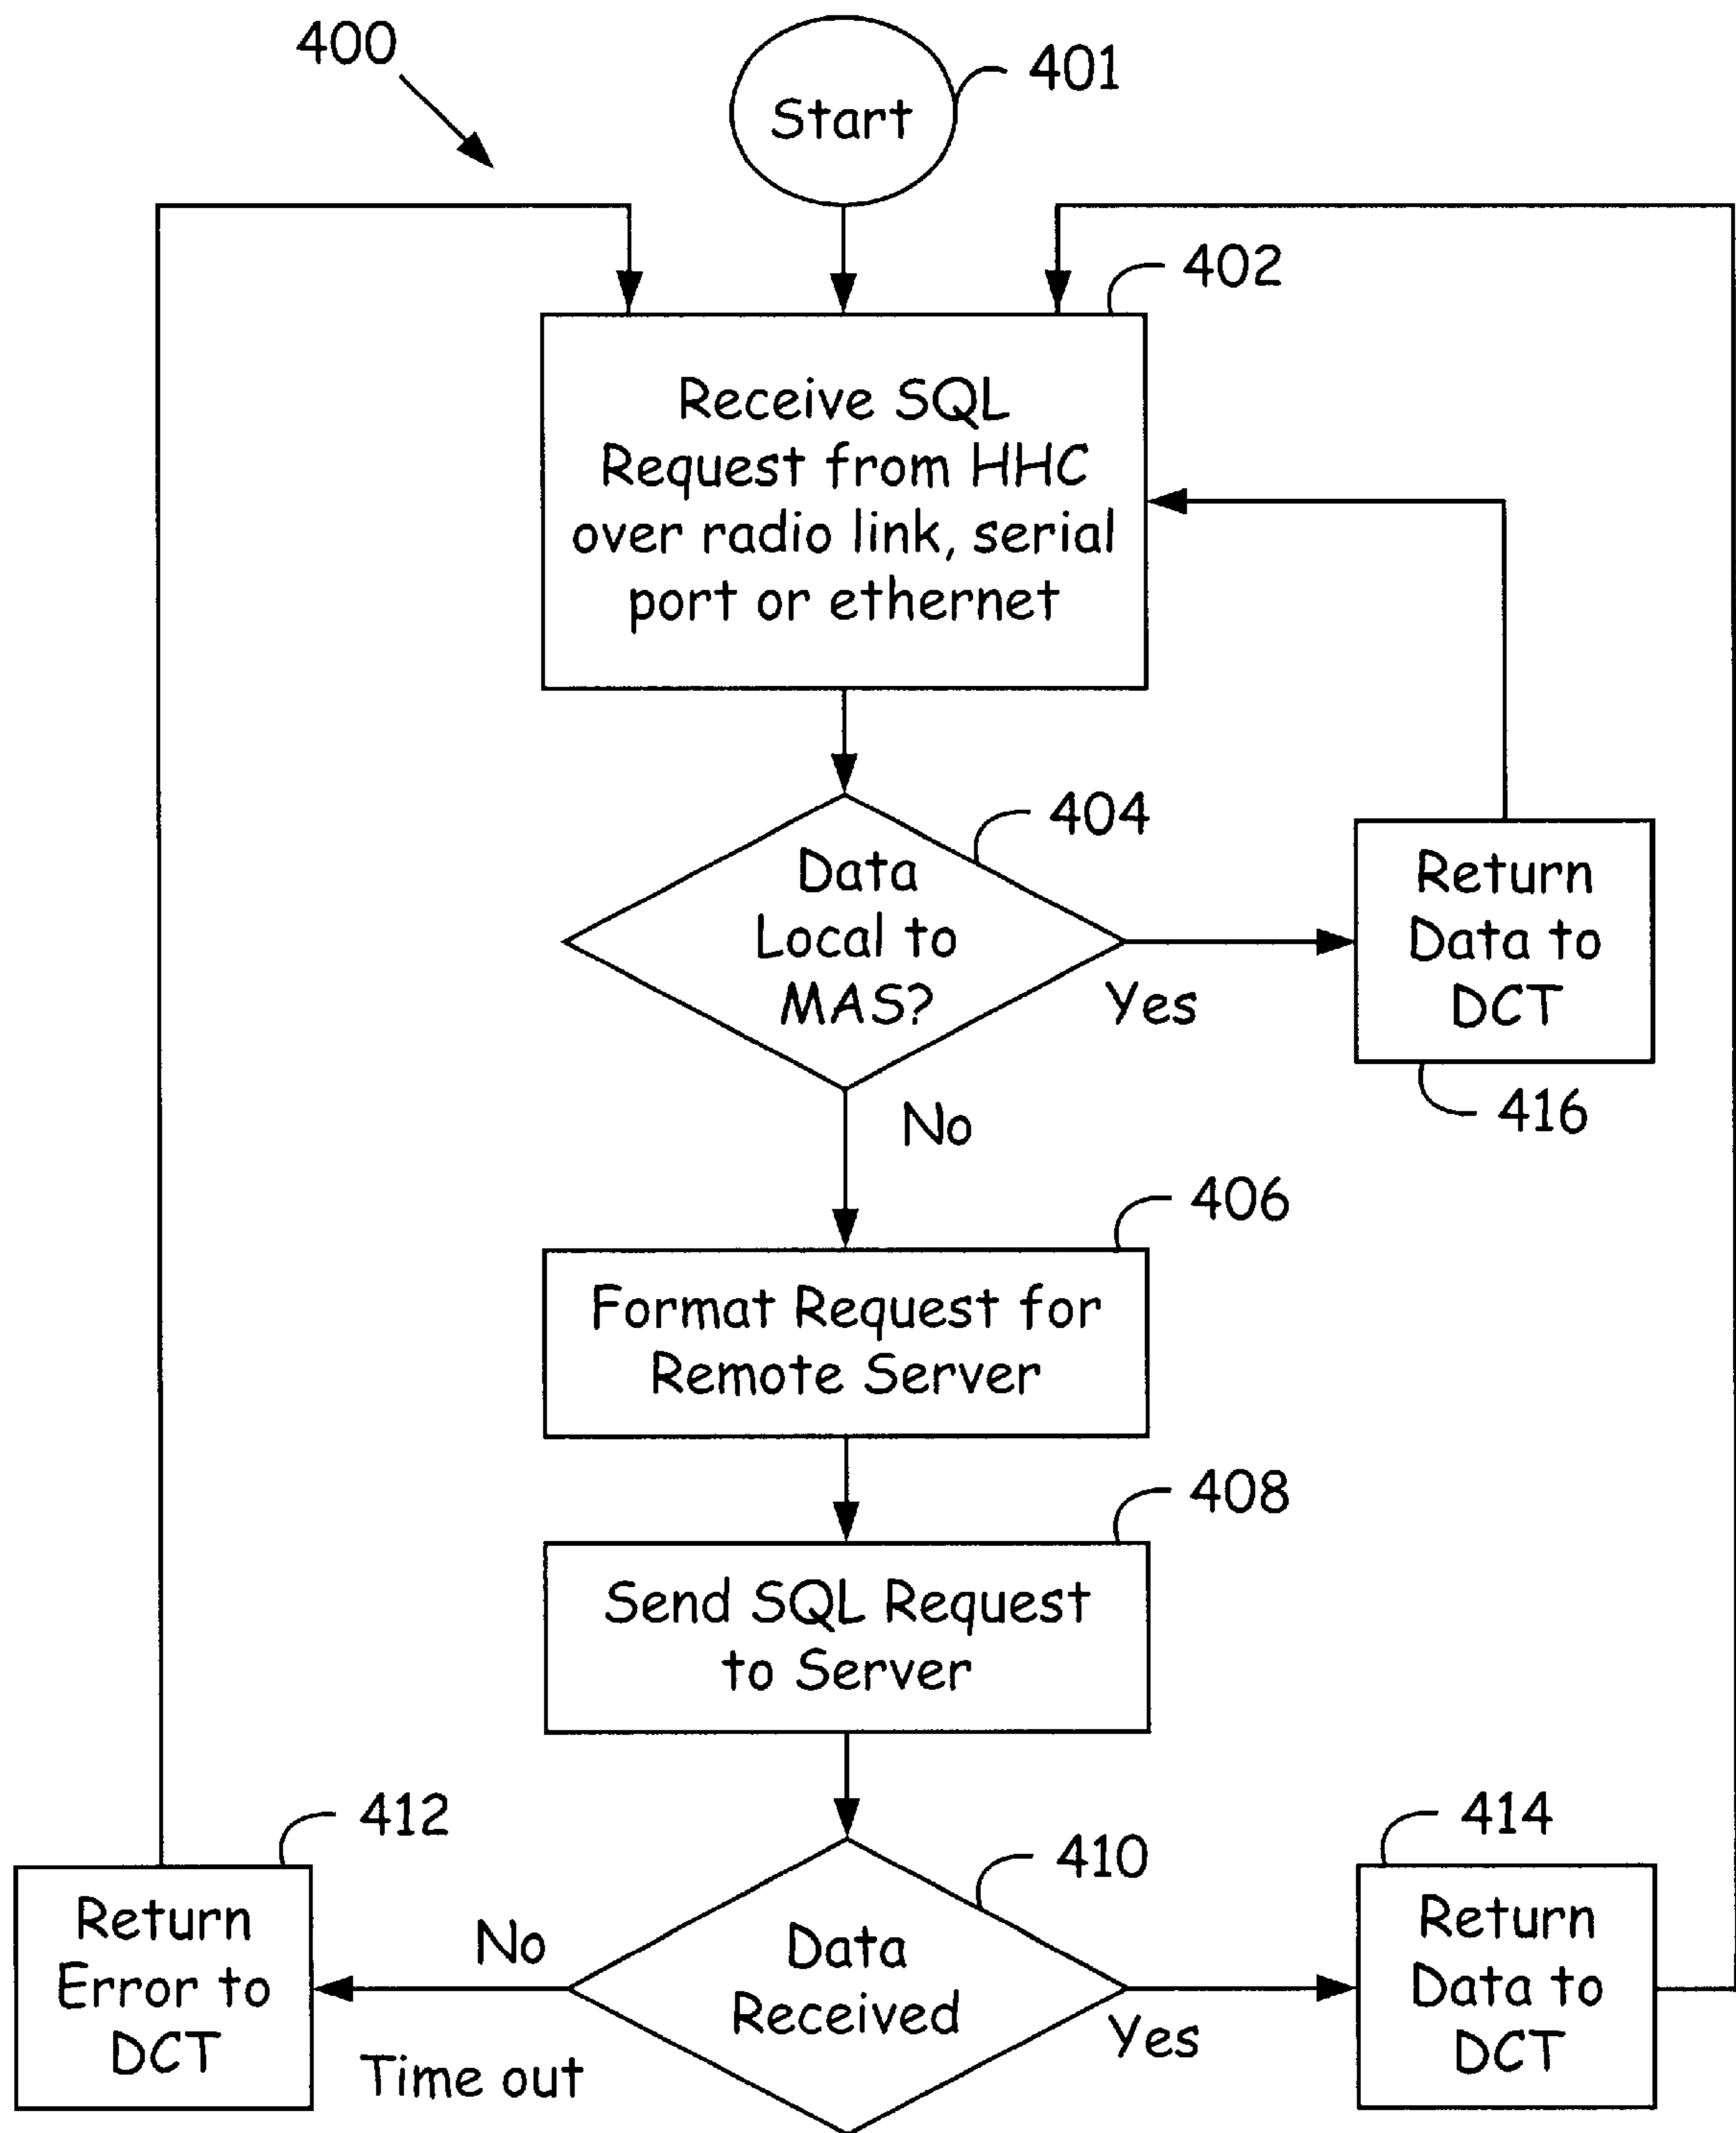 400
401
Start
402
Receive SQL
Request from HHC
over radio link, serial
port or ethernet
404
Data
Local to
MAS?
Yes
Return
Data to
DCT
416
No
406
Format Request for
Remote Server
408
Send SQL Request
to Server
412
410
414
Return
Error to
DCT
No
Time out
Data
Received
Yes
Return
Data to
DCT